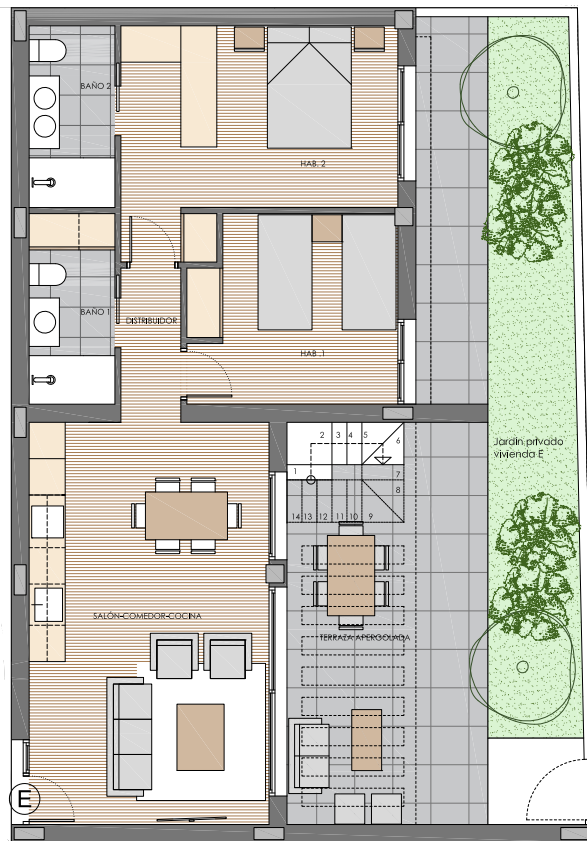 BAÑO 2
HAB. 2
BAÑO 1
DISTRIBUIDOR
HAB .1
Jardín privado
vivienda E
2 3 4 5 6
1 7
8
14 13 12 11 10 9
SALÓN-COMEDOR-COCINA
TERRAZA APERGOLADA
E